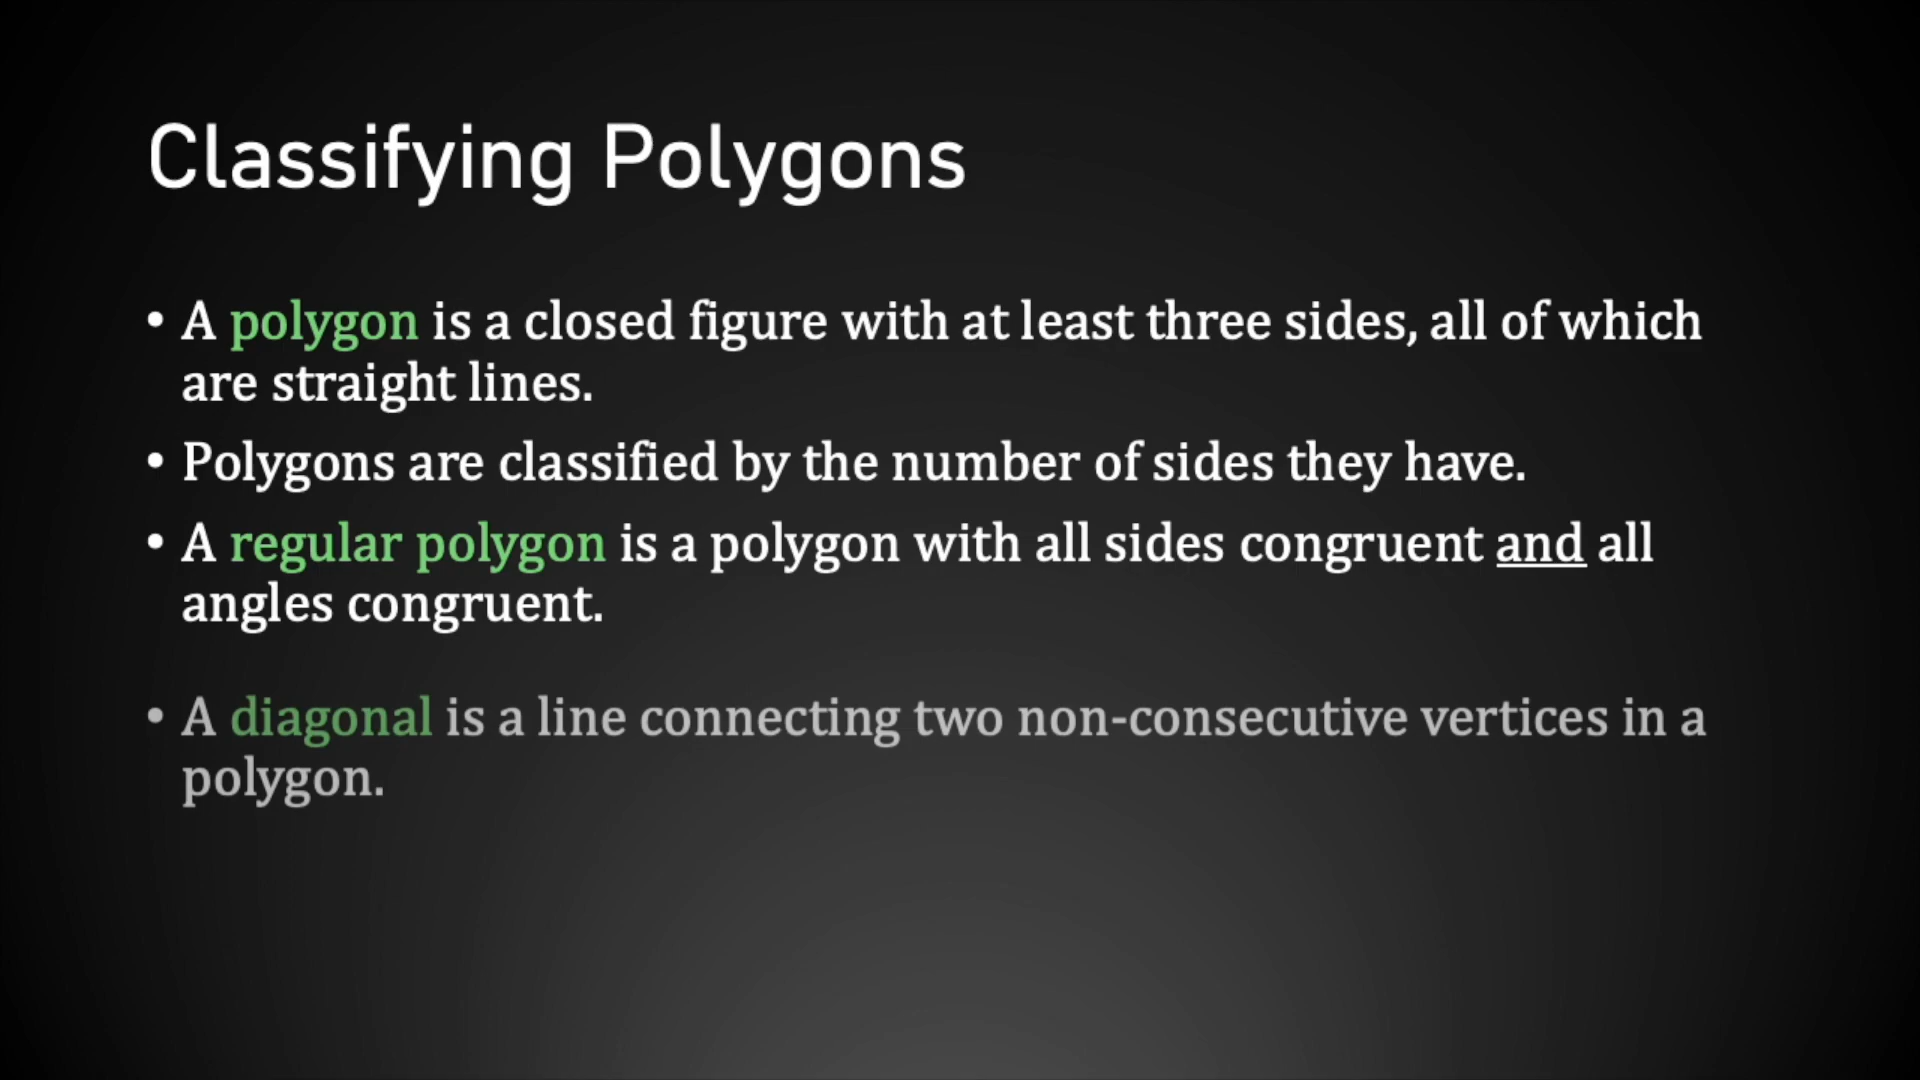 Classifying Polygons
• A polygon is a closed figure with at least three sides, all of which
are straight lines.
• Polygons are classified by the number of sides they have.
• A regular polygon is a polygon with all sides congruent and all
angles congruent.
• A diagonal is a line connecting two non-consecutive vertices in a
polygon.